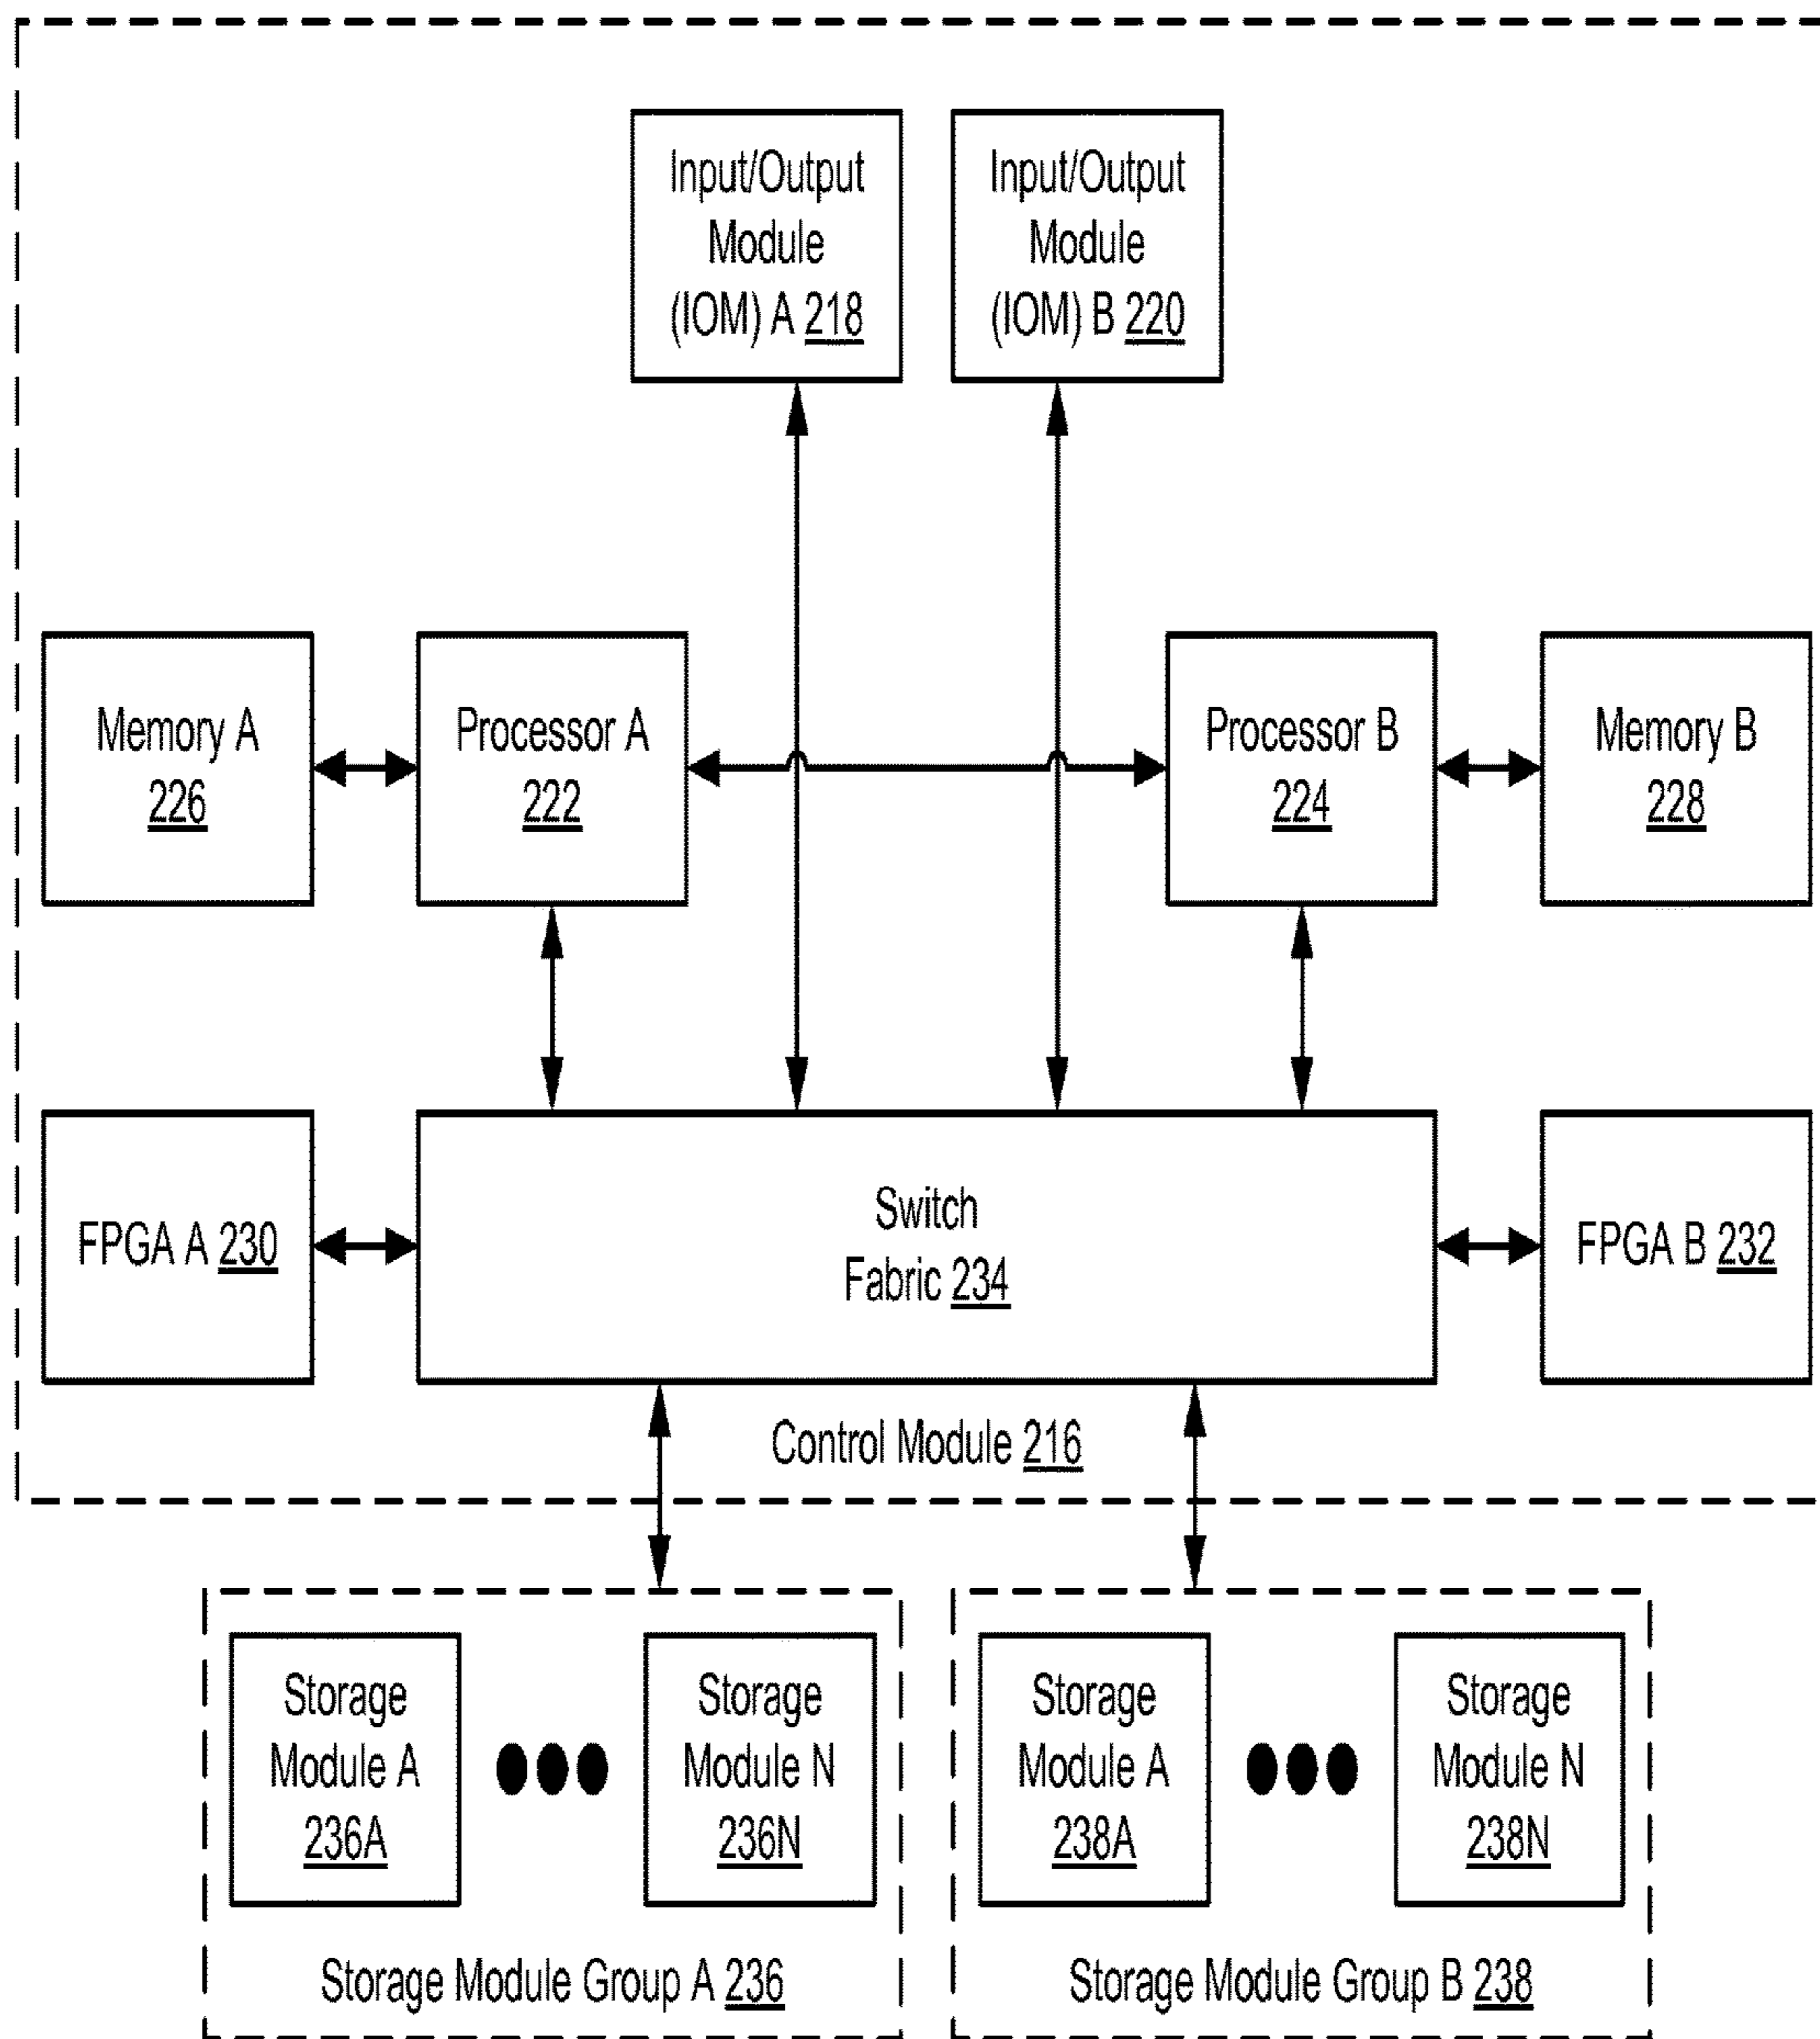 Input/Output
Module
(IOM) A 218
Input/Output
Module
(IOM) B 220
Memory A
226
Processor A
222
Processor B
224
Memory B
228
FPGA A 230
Switch
Fabric 234
FPGA B 232
Control Module 216
Storage
Module A
236A
Storage
Module N
236N
Storage
Module A
238A
Storage
Module N
238N
Storage Module Group A 236
Storage Module Group B 238